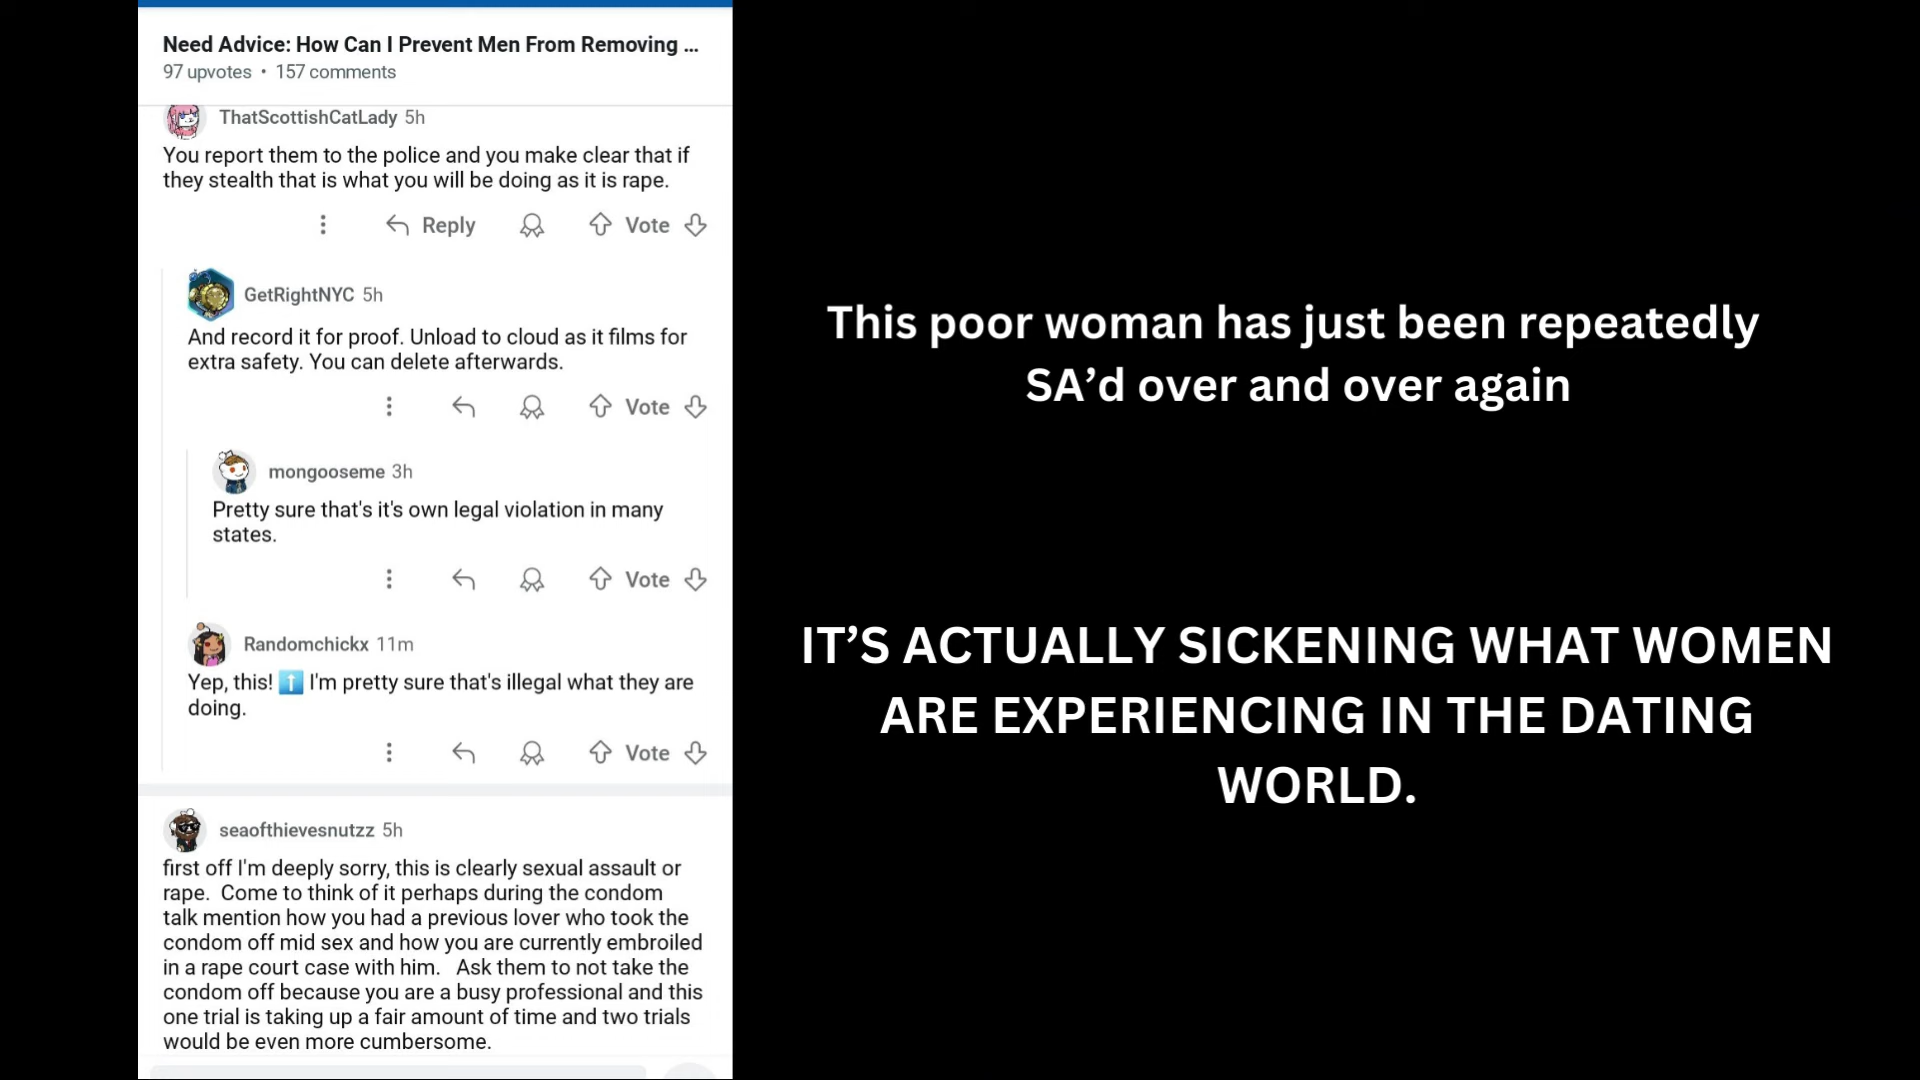 Need Advice: How Can I Prevent Men From Removing ...
97 upvotes • 157 comments
ThatScottishCatLady 5h
You report them to the police and you make clear that if
they stealth that is what you will be doing as it is rape.
Reply Vote
GetRightNYC 5h
And record it for proof. Unload to cloud as it films for
extra safety. You can delete afterwards.
Vote
mongooseme 3h
Pretty sure that's it's own legal violation in many
states.
Vote
Randomchickx 11m
Yep, this! ⬆️ I'm pretty sure that's illegal what they are
doing.
Vote
seaofthievesnutzz 5h
first off I'm deeply sorry, this is clearly sexual assault or
rape. Come to think of it perhaps during the condom
talk mention how you had a previous lover who took the
condom off mid sex and how you are currently embroiled
in a rape court case with him. Ask them to not take the
condom off because you are a busy professional and this
one trial is taking up a fair amount of time and two trials
would be even more cumbersome.
This poor woman has just been repeatedly
SA’d over and over again
IT’S ACTUALLY SICKENING WHAT WOMEN
ARE EXPERIENCING IN THE DATING
WORLD.